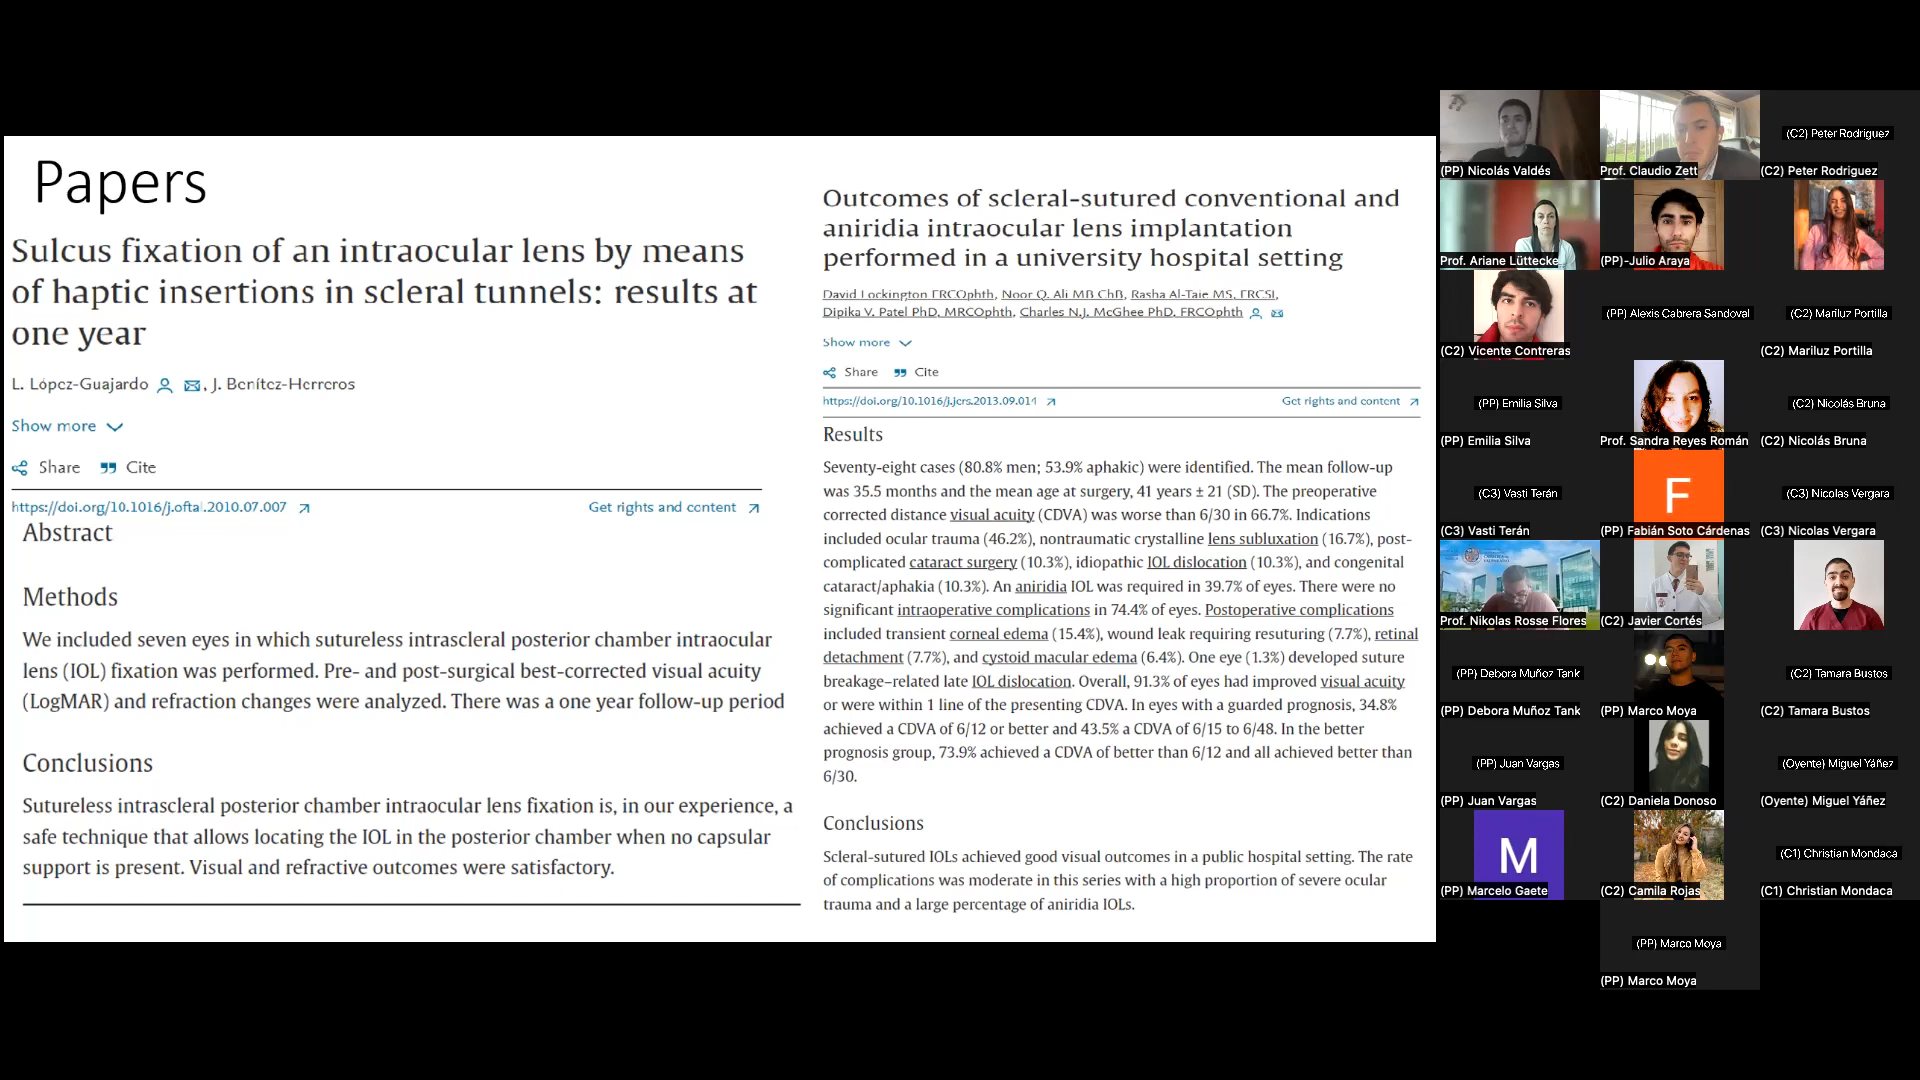 Papers
Sulcus fixation of an intraocular lens by means
of haptic insertions in scleral tunnels: results at
one year
L. López-Guajardo , J. Benítez-Herreros
Show more
Share Cite
https://doi.org/10.1016/j.oftal.2010.07.007 Get rights and content
Abstract
Methods
We included seven eyes in which sutureless intrascleral posterior chamber intraocular
lens (IOL) fixation was performed. Pre- and post-surgical best-corrected visual acuity
(LogMAR) and refraction changes were analyzed. There was a one year follow-up period
Conclusions
Sutureless intrascleral posterior chamber intraocular lens fixation is, in our experience, a
safe technique that allows locating the IOL in the posterior chamber when no capsular
support is present. Visual and refractive outcomes were satisfactory.
Outcomes of scleral-sutured conventional and
aniridia intraocular lens implantation
performed in a university hospital setting
David Lockington FRCOphth, Noor Q. Ali MB ChB, Rasha Al-Taie MS, FRCSI,
Dipika V. Patel PhD, MRCOphth, Charles N.J. McGhee PhD, FRCOphth
Show more
Share Cite
https://doi.org/10.1016/j.jcrs.2013.09.014 Get rights and content
Results
Seventy-eight cases (80.8% men; 53.9% aphakic) were identified. The mean follow-up
was 35.5 months and the mean age at surgery, 41 years ± 21 (SD). The preoperative
corrected distance visual acuity (CDVA) was worse than 6/30 in 66.7%. Indications
included ocular trauma (46.2%), nontraumatic crystalline lens subluxation (16.7%), post-
complicated cataract surgery (10.3%), idiopathic IOL dislocation (10.3%), and congenital
cataract/aphakia (10.3%). An aniridia IOL was required in 39.7% of eyes. There were no
significant intraoperative complications in 74.4% of eyes. Postoperative complications
included transient corneal edema (15.4%), wound leak requiring resuturing (7.7%), retinal
detachment (7.7%), and cystoid macular edema (6.4%). One eye (1.3%) developed suture
breakage–related late IOL dislocation. Overall, 91.3% of eyes had improved visual acuity
or were within 1 line of the presenting CDVA. In eyes with a guarded prognosis, 34.8%
achieved a CDVA of 6/12 or better and 43.5% a CDVA of 6/15 to 6/48. In the better
prognosis group, 73.9% achieved a CDVA of better than 6/12 and all achieved better than
6/30.
Conclusions
Scleral-sutured IOLs achieved good visual outcomes in a public hospital setting. The rate
of complications was moderate in this series with a high proportion of severe ocular
trauma and a large percentage of aniridia IOLs.
(C2) Peter Rodriguez
(PP) Nicolás Valdés
Prof. Claudio Zett
(C2) Peter Rodriguez
Prof. Ariane Lüttecke
(PP)-Julio Araya
(PP) Alexis Cabrera Sandoval
(C2) Mariluz Portilla
(C2) Vicente Contreras
(C2) Mariluz Portilla
(PP) Emilia Silva
(C2) Nicolás Bruna
(PP) Emilia Silva
Prof. Sandra Reyes Román
(C2) Nicolás Bruna
(C3) Vasti Terán
F
(C3) Nicolas Vergara
(C3) Vasti Terán
(PP) Fabián Soto Cárdenas
(C3) Nicolas Vergara
Prof. Nikolas Rosse Flores
(C2) Javier Cortés
(PP) Debora Muñoz Tank
(C2) Tamara Bustos
(PP) Debora Muñoz Tank
(PP) Marco Moya
(C2) Tamara Bustos
(PP) Juan Vargas
(Oyente) Miguel Yáñez
(PP) Juan Vargas
(C2) Daniela Donoso
(Oyente) Miguel Yáñez
M
(C1) Christian Mondaca
(PP) Marcelo Gaete
(C2) Camila Rojas
(C1) Christian Mondaca
(PP) Marco Moya
(PP) Marco Moya